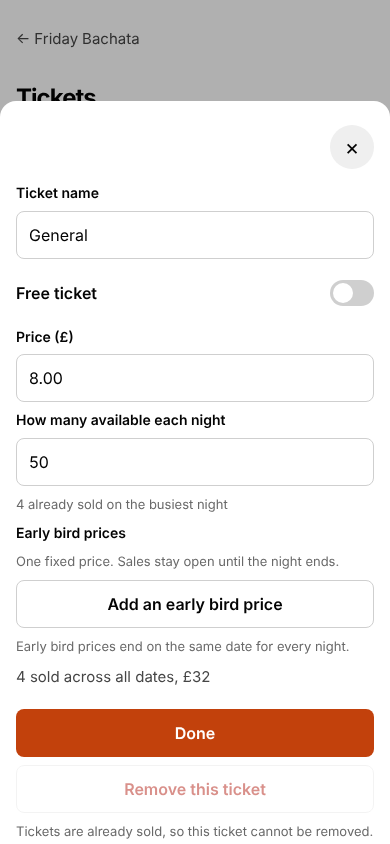 ← Friday Bachata
Tickets
×
Ticket name
General
Free ticket
Price (£)
8.00
How many available each night
50
4 already sold on the busiest night
Early bird prices
One fixed price. Sales stay open until the night ends.
Add an early bird price
Early bird prices end on the same date for every night.
4 sold across all dates, £32
Done
Remove this ticket
Tickets are already sold, so this ticket cannot be removed.